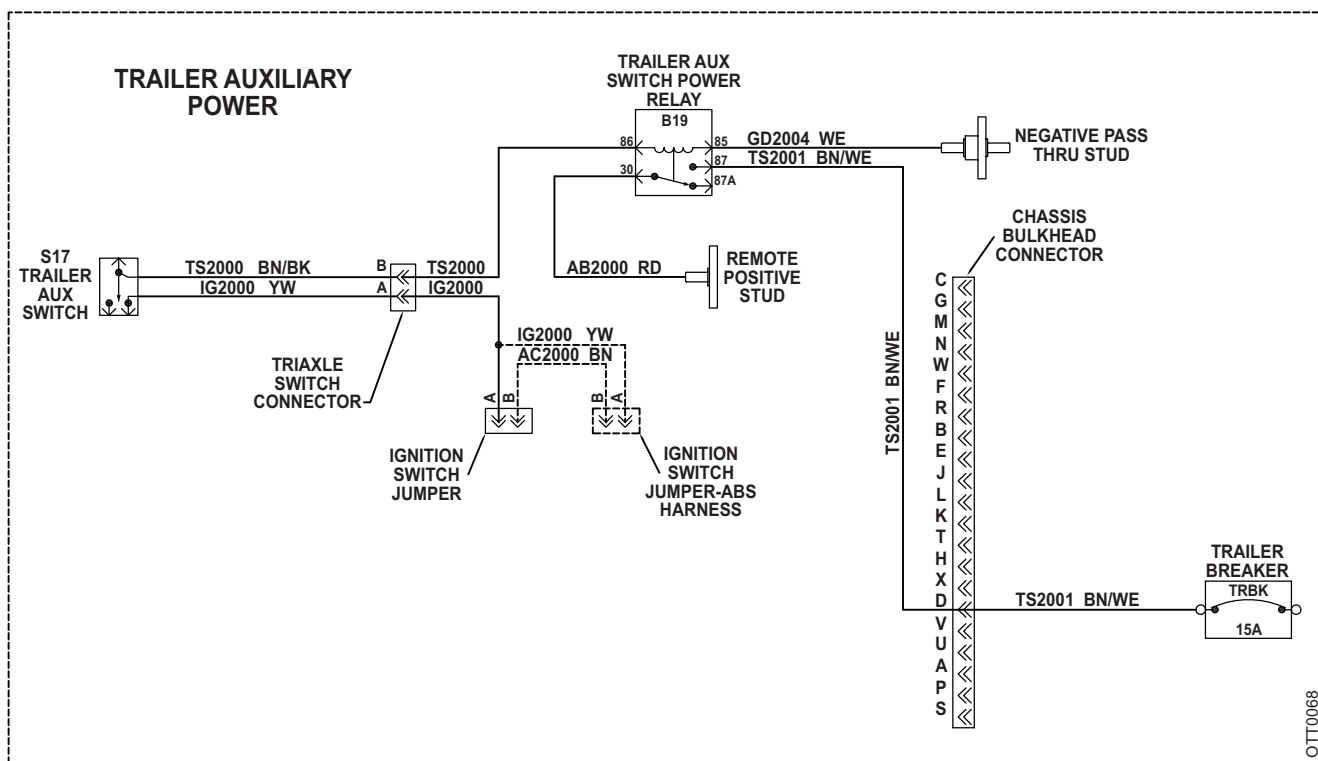 TRAILER AUXILIARY
POWER
TRAILER AUX
SWITCH POWER
RELAY
B19
86
85
GD2004 WE
87
TS2001 BN/WE
30
87A
NEGATIVE PASS
THRU STUD
S17
TRAILER
AUX
SWITCH
TS2000 BN/BK
B
TS2000
IG2000 YW
A
IG2000
AB2000 RD
REMOTE
POSITIVE
STUD
CHASSIS
BULKHEAD
CONNECTOR
TRIAXLE
SWITCH
CONNECTOR
IG2000 YW
AC2000 BN
A
B
B
A
IGNITION
SWITCH
JUMPER
IGNITION
SWITCH
JUMPER-ABS
HARNESS
TS2001 BN/WE
C
G
M
N
W
F
R
B
E
J
L
K
T
H
X
D
V
U
A
P
S
TS2001 BN/WE
TRAILER
BREAKER
TRBK
15A
OTT0068